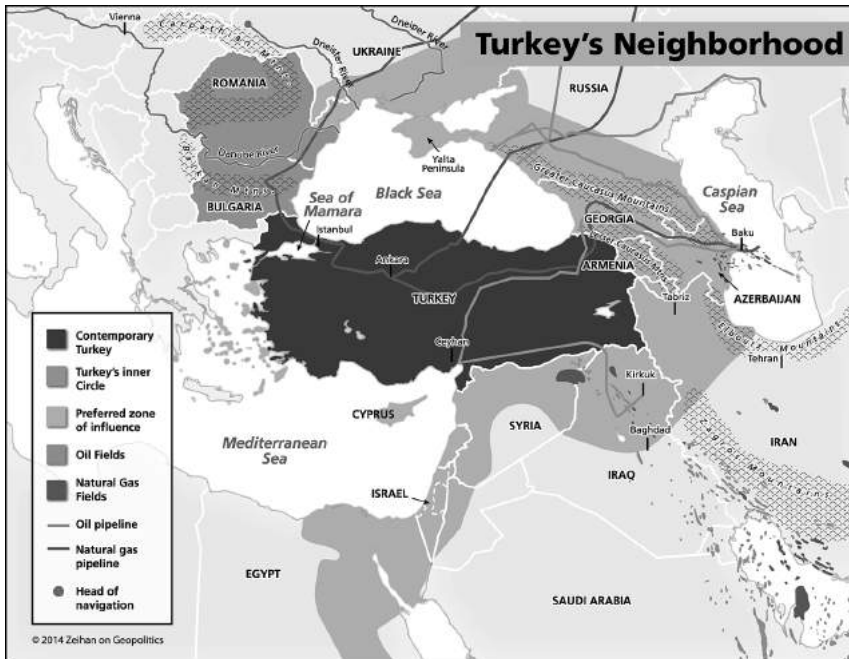 Turkey's Neighborhood
Vienna
Carpathian Mtns.
Dneister River
Dneiper River
UKRAINE
RUSSIA
ROMANIA
Danube River
Balkan Mtns.
BULGARIA
Yalta
Peninsula
Black Sea
Sea of
Mamara
Istanbul
Greater Caucasus Mountains
Caspian
Sea
GEORGIA
Baku
Lesser Caucasus Mtns.
ARMENIA
AZERBAIJAN
Ankara
TURKEY
Tabriz
Elbourz Mountains
Tehran
Ceyhan
Kirkuk
CYPRUS
SYRIA
Baghdad
IRAN
Zagros Mountains
Mediterranean
Sea
ISRAEL
IRAQ
EGYPT
SAUDI ARABIA
Contemporary
Turkey
Turkey's inner
Circle
Preferred zone
of influence
Oil Fields
Natural Gas
Fields
Oil pipeline
Natural gas
pipeline
Head of
navigation
© 2014 Zeihan on Geopolitics